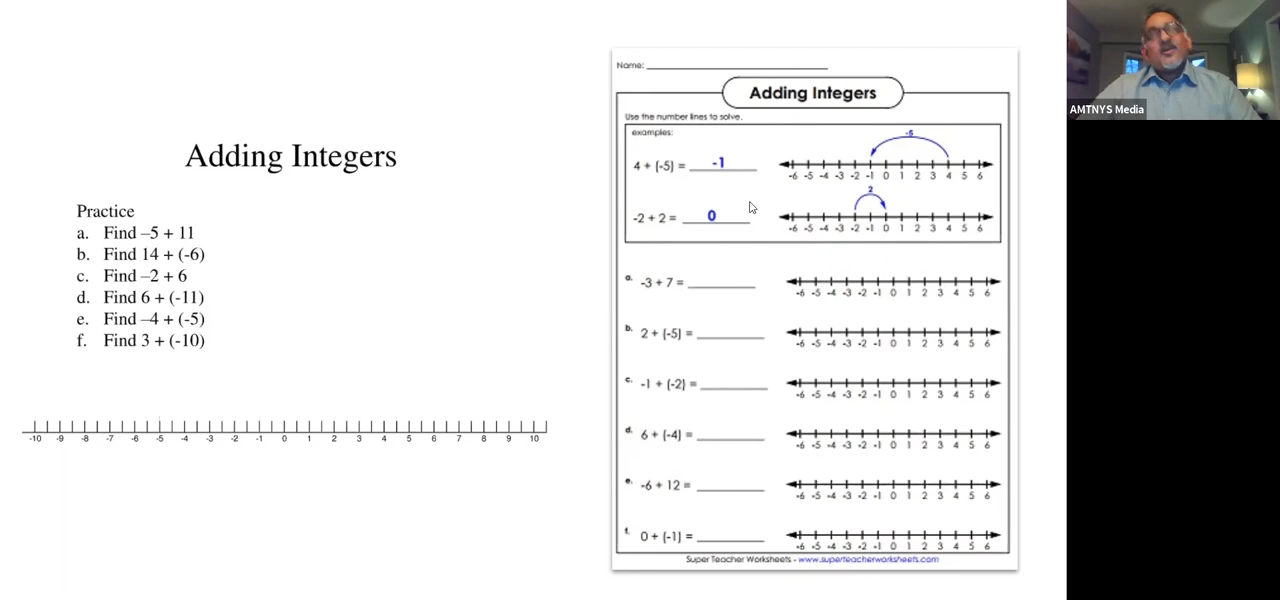 Adding Integers
Practice
a. Find –5 + 11
b. Find 14 + (-6)
c. Find –2 + 6
d. Find 6 + (-11)
e. Find –4 + (-5)
f. Find 3 + (-10)
-10 -9 -8 -7 -6 -5 -4 -3 -2 -1 0 1 2 3 4 5 6 7 8 9 10
Name:
Adding Integers
Use the number lines to solve.
examples:
-5
4 + (-5) = -1
-6 -5 -4 -3 -2 -1 0 1 2 3 4 5 6
2
-2 + 2 = 0
-6 -5 -4 -3 -2 -1 0 1 2 3 4 5 6
a. -3 + 7 =
-6 -5 -4 -3 -2 -1 0 1 2 3 4 5 6
b. 2 + (-5) =
-6 -5 -4 -3 -2 -1 0 1 2 3 4 5 6
c. -1 + (-2) =
-6 -5 -4 -3 -2 -1 0 1 2 3 4 5 6
d. 6 + (-4) =
-6 -5 -4 -3 -2 -1 0 1 2 3 4 5 6
e. -6 + 12 =
-6 -5 -4 -3 -2 -1 0 1 2 3 4 5 6
f. 0 + (-1) =
-6 -5 -4 -3 -2 -1 0 1 2 3 4 5 6
Super Teacher Worksheets - www.superteacherworksheets.com
AMTNYS Media